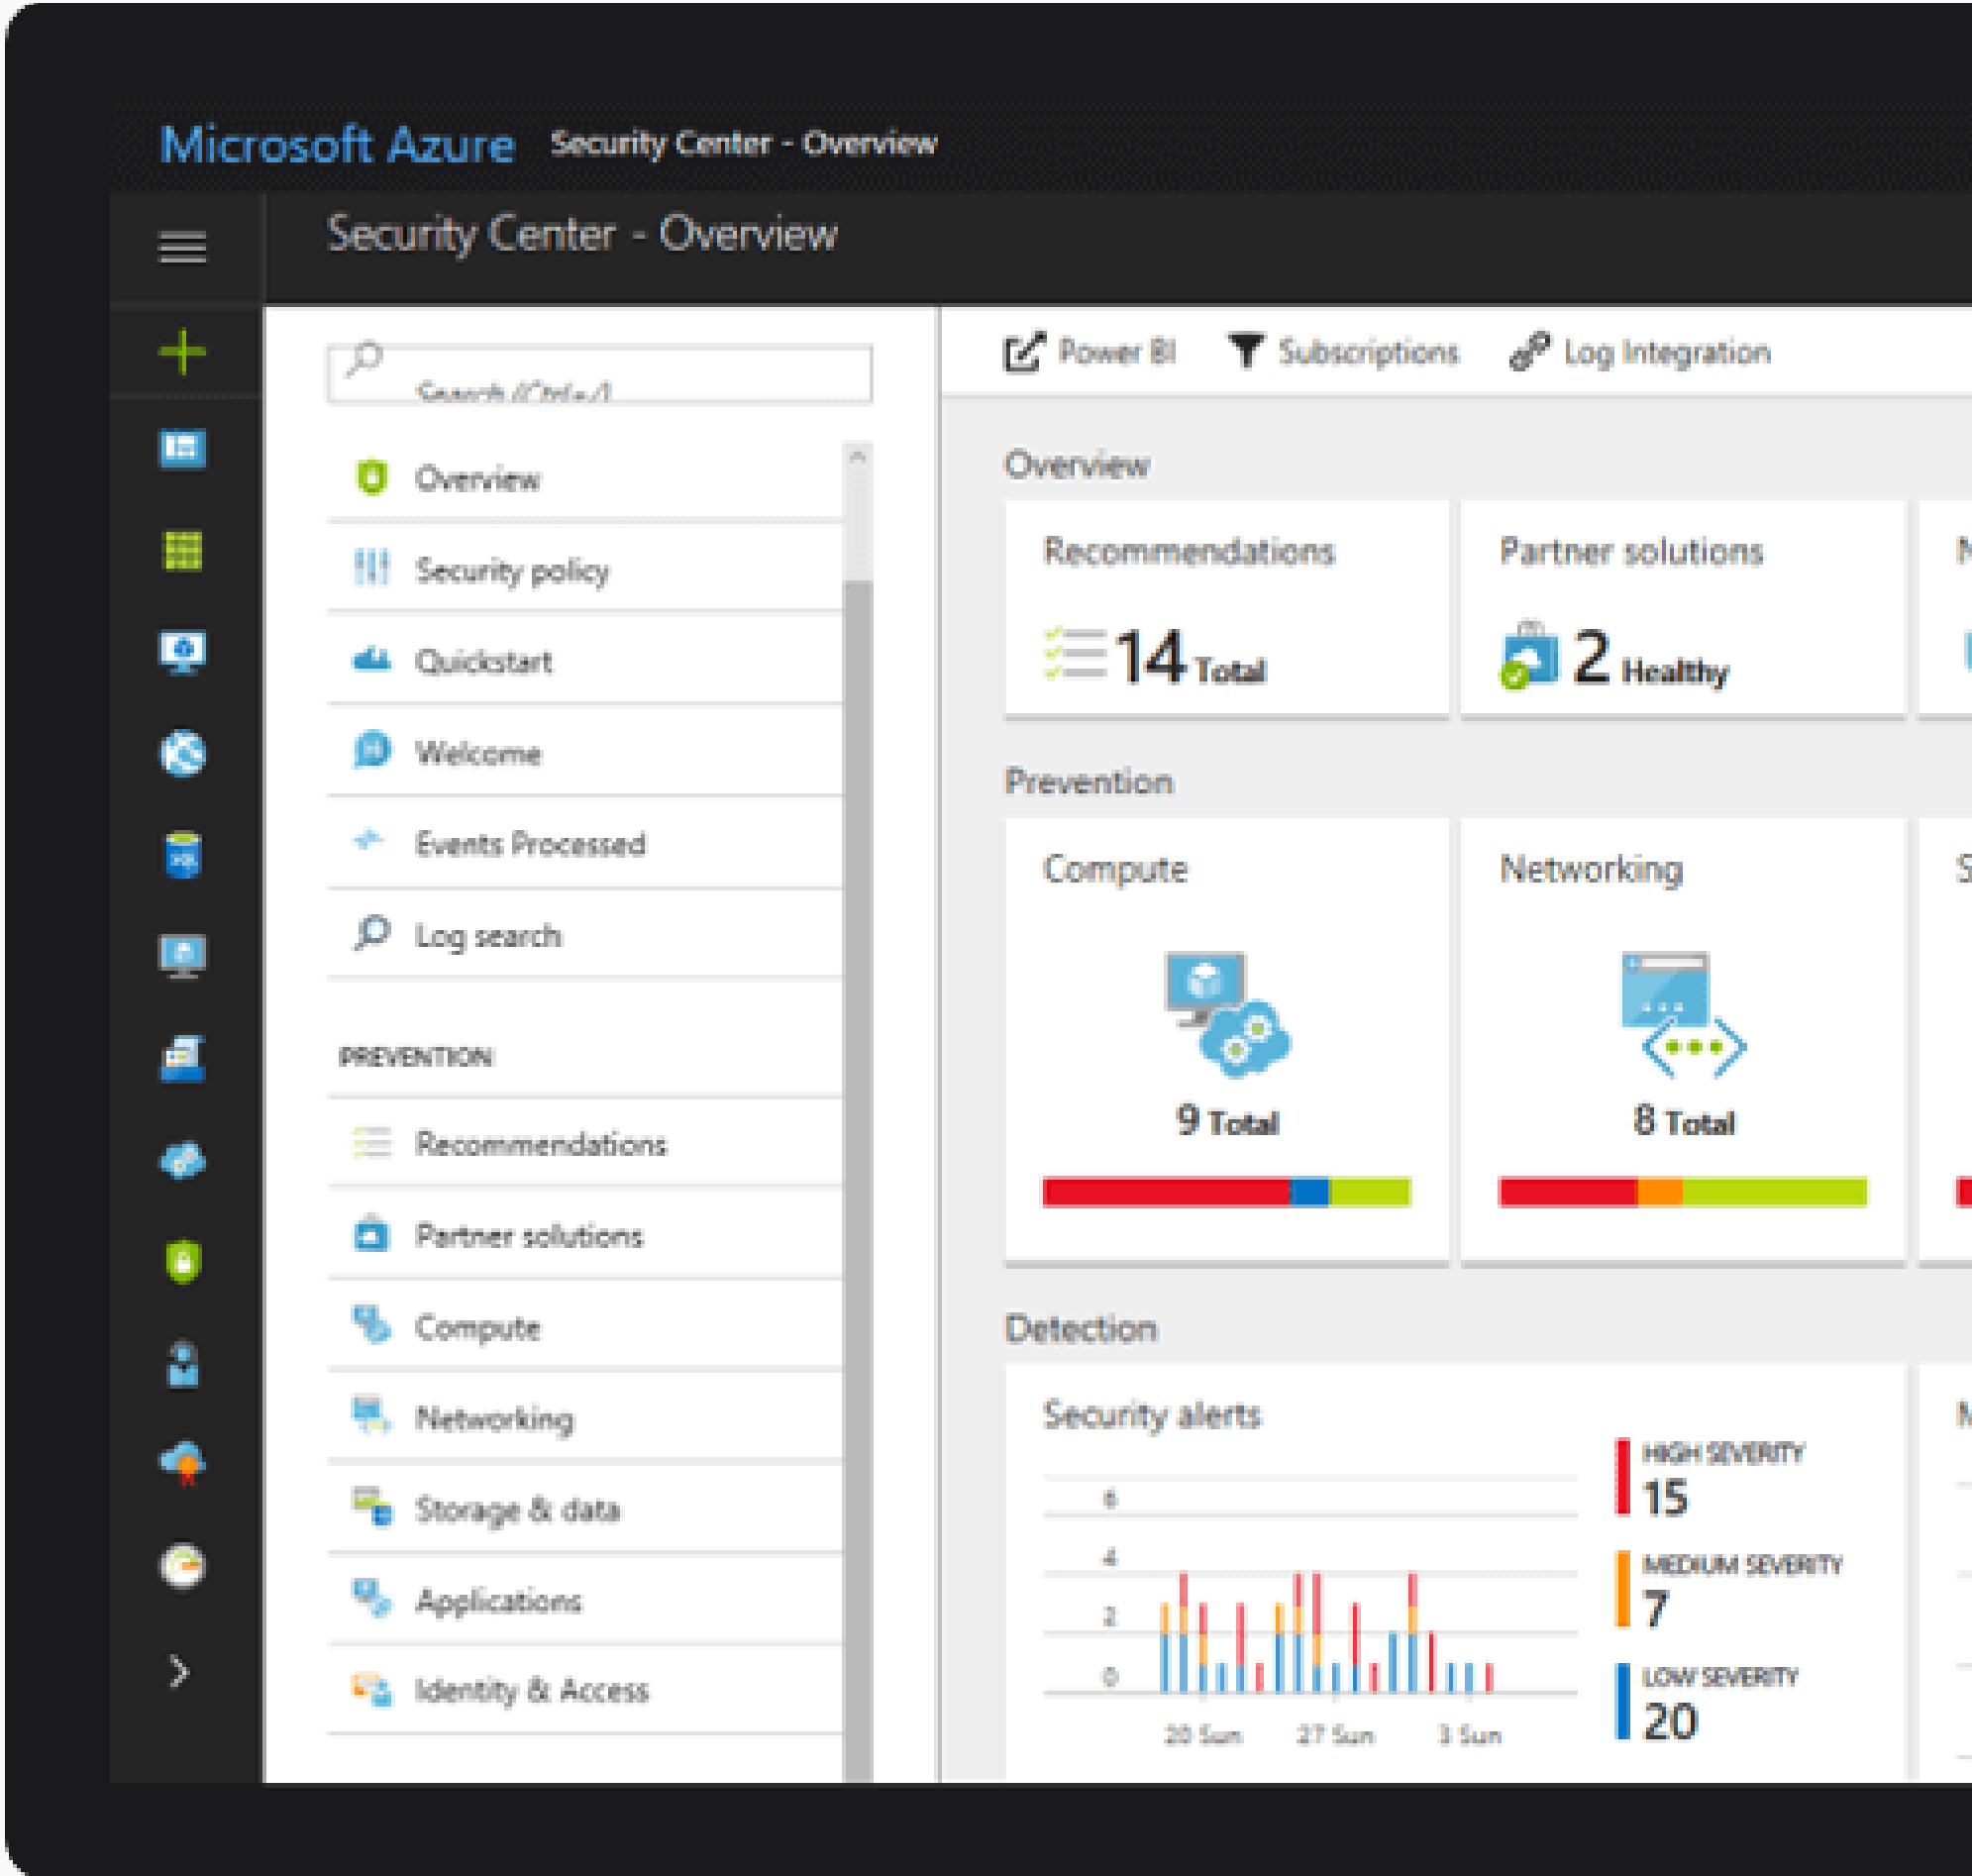 Microsoft Azure Security Center - Overview
Security Center - Overview
Search (Ctrl+/)
Overview
Security policy
Quickstart
Welcome
Events Processed
Log search
PREVENTION
Recommendations
Partner solutions
Compute
Networking
Storage & data
Applications
Identity & Access
Power BI Subscriptions Log Integration
Overview
Recommendations
14 Total
Partner solutions
2 Healthy
Prevention
Compute
9 Total
Networking
8 Total
Detection
Security alerts
6
4
2
0
20 Sun 27 Sun 3 Sun
HIGH SEVERITY
15
MEDIUM SEVERITY
7
LOW SEVERITY
20